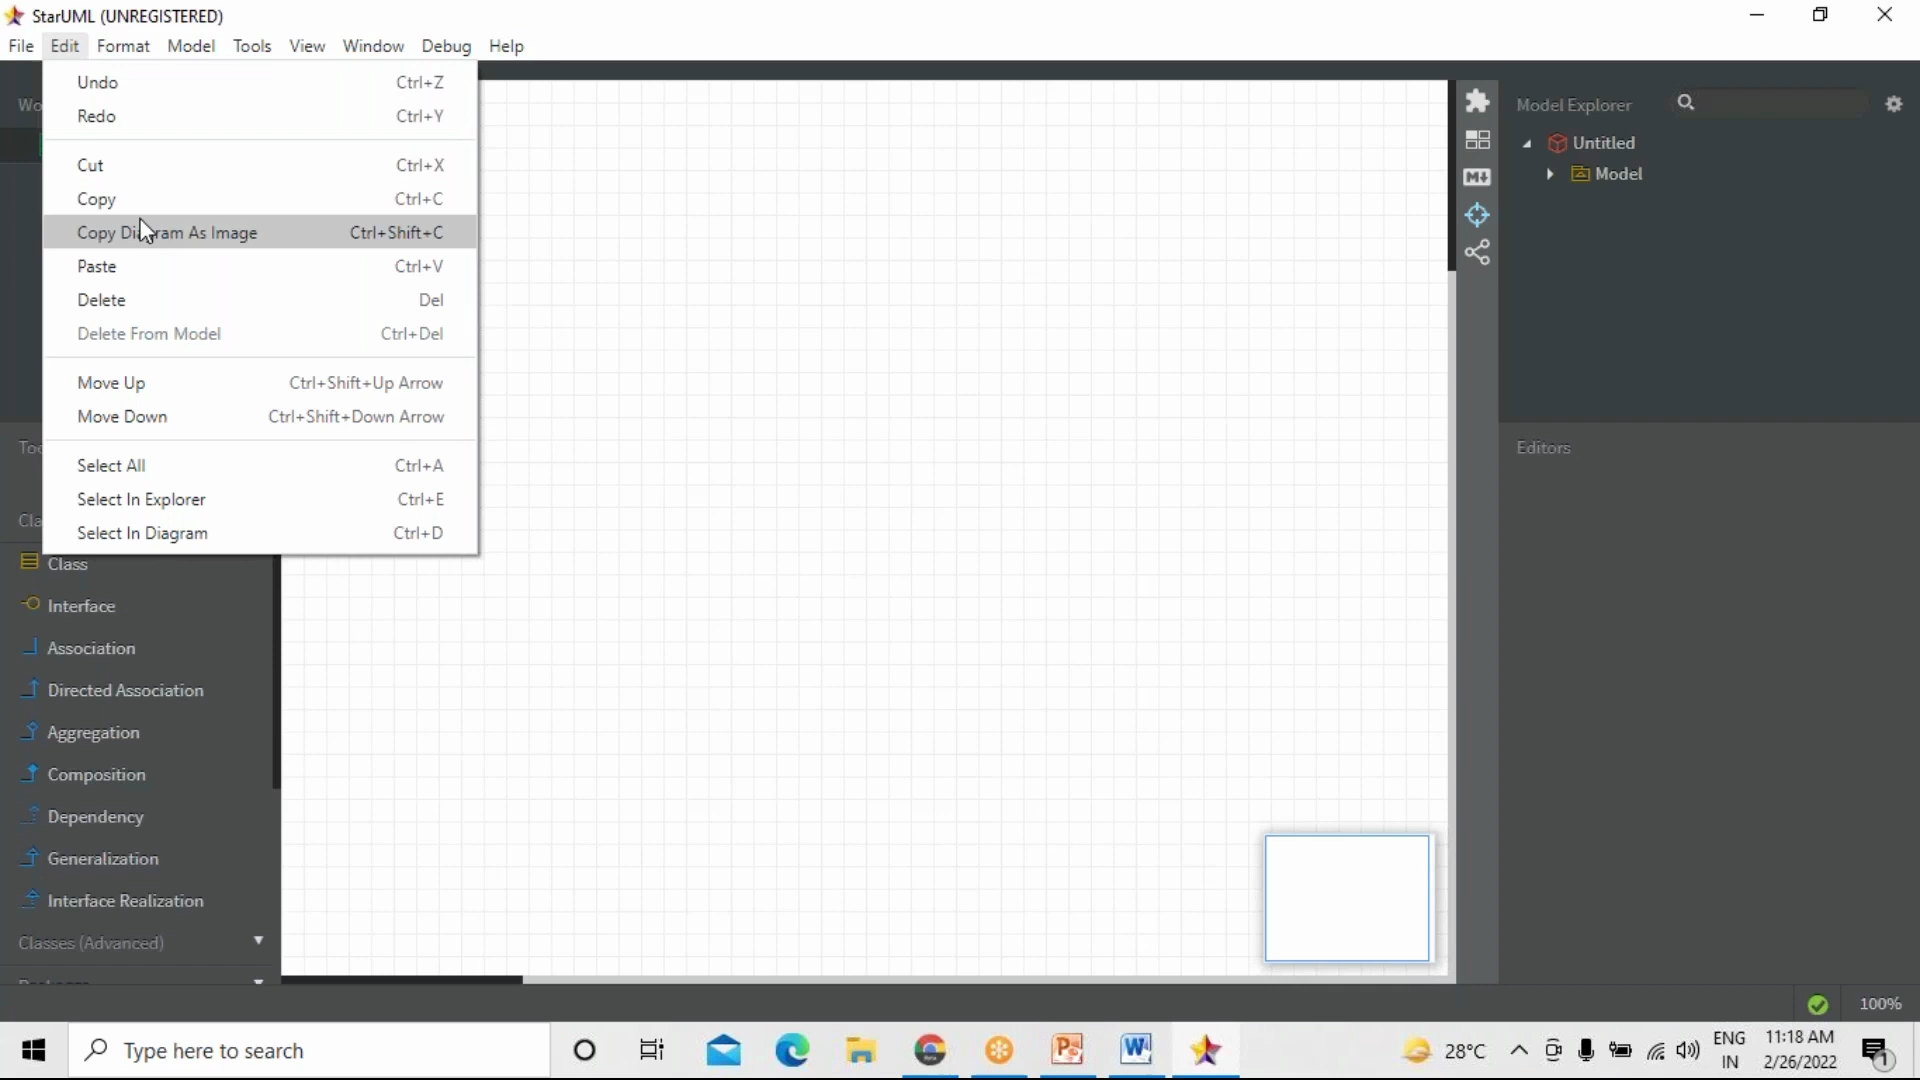 StarUML (UNREGISTERED)
File Edit Format Model Tools View Window Debug Help
Undo Ctrl+Z
Redo Ctrl+Y
Cut Ctrl+X
Copy Ctrl+C
Copy Diagram As Image Ctrl+Shift+C
Paste Ctrl+V
Delete Del
Delete From Model Ctrl+Del
Move Up Ctrl+Shift+Up Arrow
Move Down Ctrl+Shift+Down Arrow
Select All Ctrl+A
Select In Explorer Ctrl+E
Select In Diagram Ctrl+D
Class
Interface
Association
Directed Association
Aggregation
Composition
Dependency
Generalization
Interface Realization
Classes (Advanced)
M
Model Explorer
Untitled
Model
Editors
100%
Type here to search
28°C
ENG
IN
11:18 AM
2/26/2022
1